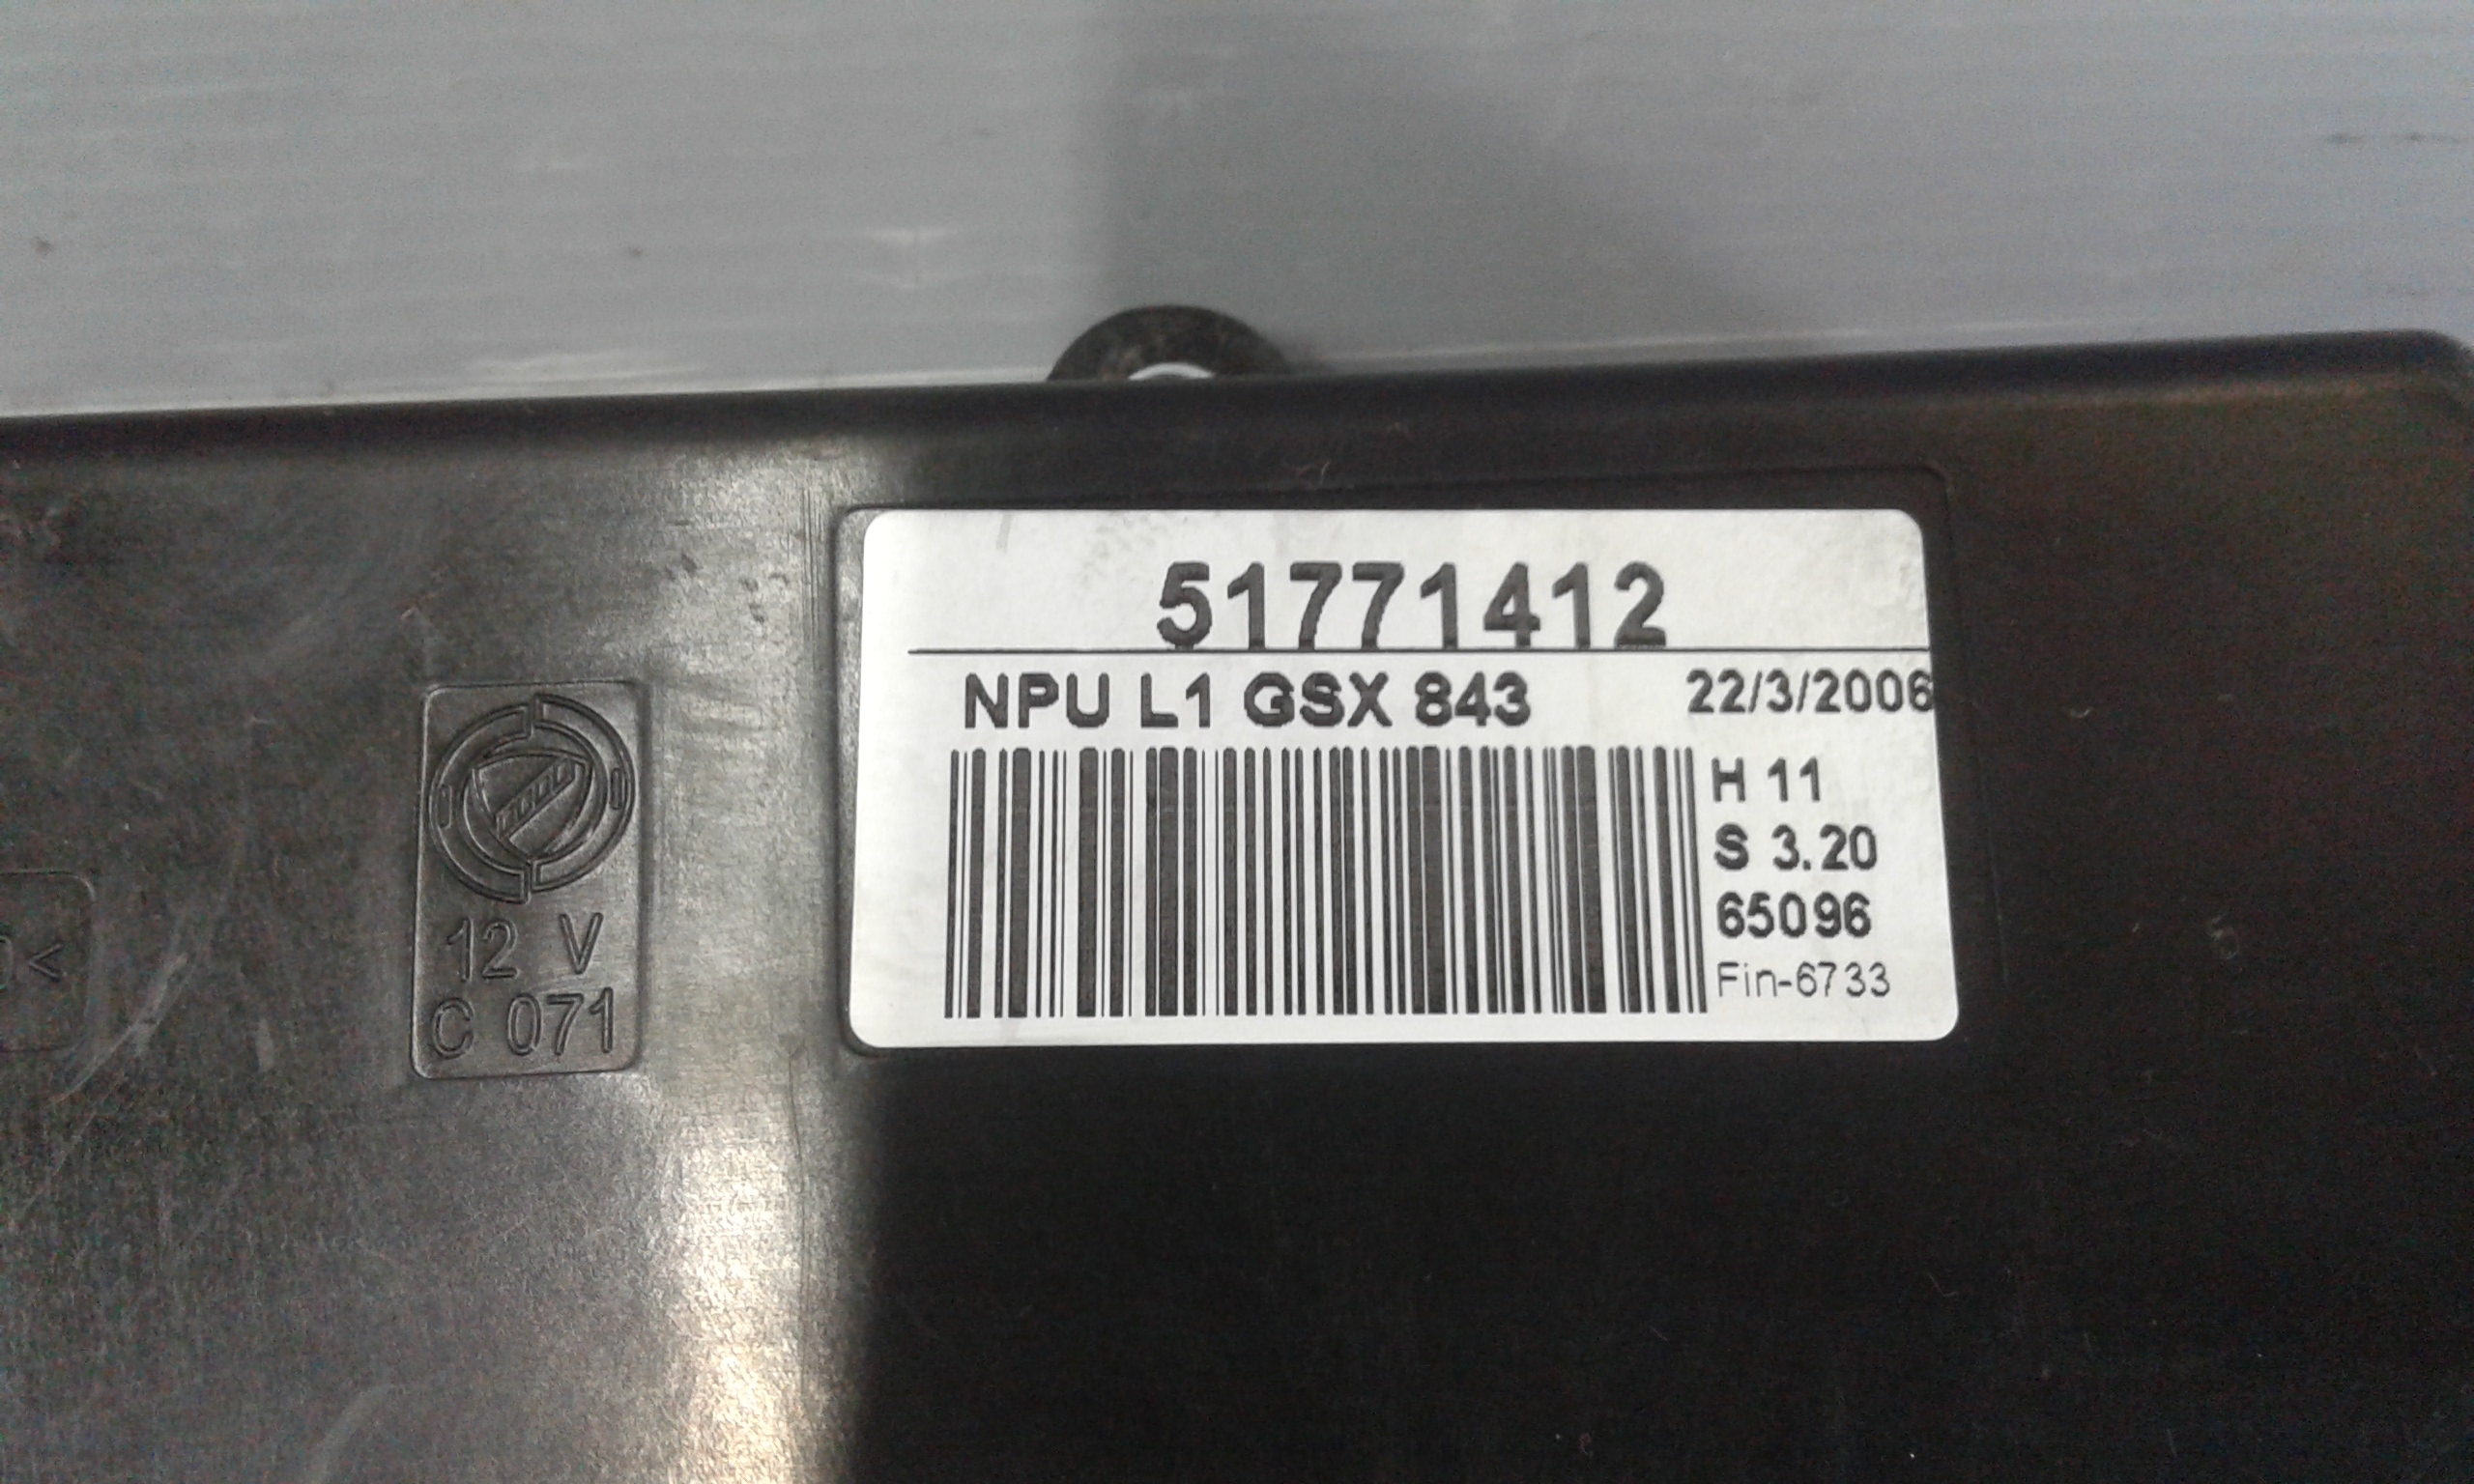 51771412
NPU L1 GSX 843 22/3/2006
H 11
S 3.20
65096
Fin-6733
12 V
C 071